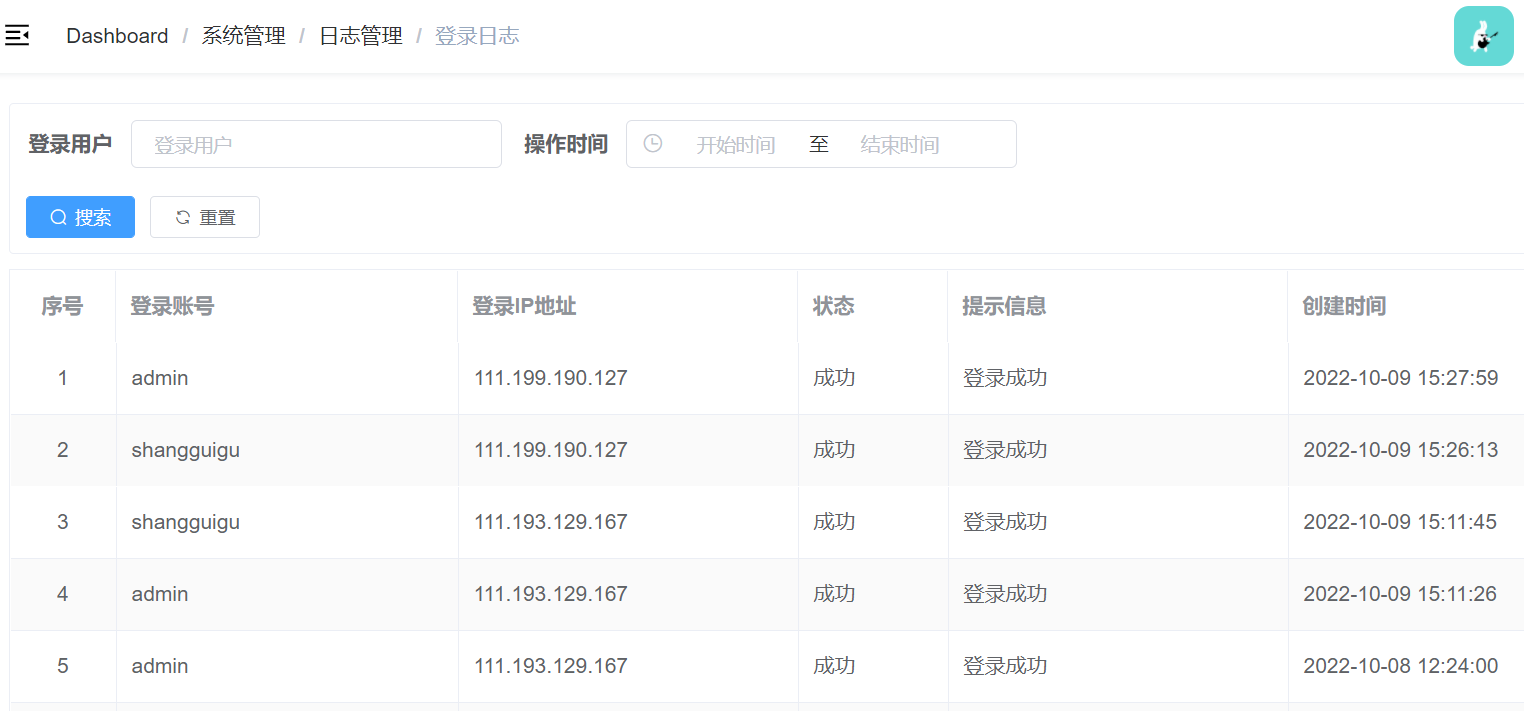 Dashboard / 系统管理 / 日志管理 / 登录日志
登录用户 登录用户 操作时间 开始时间 至 结束时间
搜索 重置
序号 登录账号 登录IP地址 状态 提示信息 创建时间
1 admin 111.199.190.127 成功 登录成功 2022-10-09 15:27:59
2 shangguigu 111.199.190.127 成功 登录成功 2022-10-09 15:26:13
3 shangguigu 111.193.129.167 成功 登录成功 2022-10-09 15:11:45
4 admin 111.193.129.167 成功 登录成功 2022-10-09 15:11:26
5 admin 111.193.129.167 成功 登录成功 2022-10-08 12:24:00